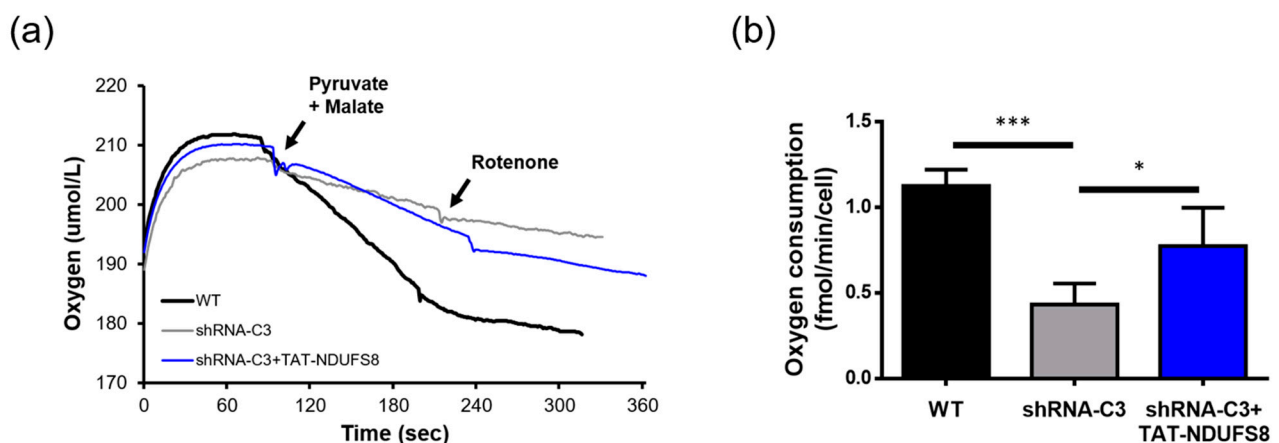 (a)
Oxygen (umol/L)
220
210
200
190
180
170
Pyruvate
+ Malate
Rotenone
WT
shRNA-C3
shRNA-C3+TAT-NDUFS8
0
60
120
180
240
300
360
Time (sec)
(b)
Oxygen consumption
(fmol/min/cell)
1.5
1.0
0.5
0.0
***
*
WT
shRNA-C3
shRNA-C3+
TAT-NDUFS8